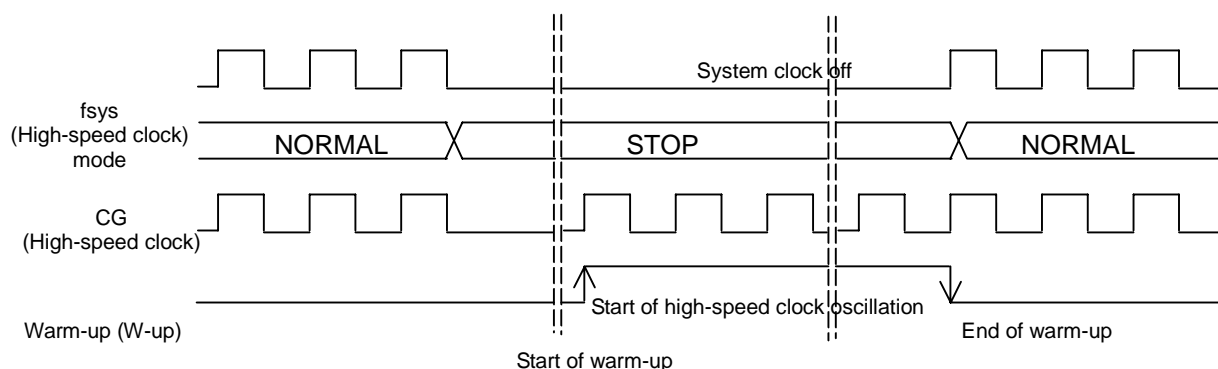 System clock off
fsys
(High-speed clock)
mode
NORMAL
STOP
NORMAL
CG
(High-speed clock)
Start of high-speed clock oscillation
Warm-up (W-up)
End of warm-up
Start of warm-up